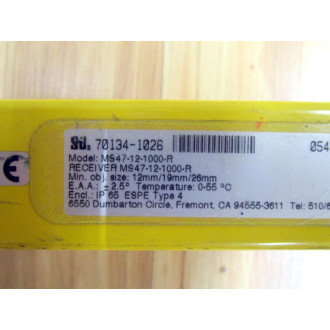 STI. 70134-1026 054
Model: MS47-12-1000-R
RECEIVER MS47-12-1000-R
Min. obj. size: 12mm/19mm/26mm
E.A.A.: ± 2.5° Temperature: 0-55 °C
Encl: IP 65 ESPE Type 4
6550 Dumbarton Circle, Fremont, CA 94555-3611 Tel: 510/6
CE